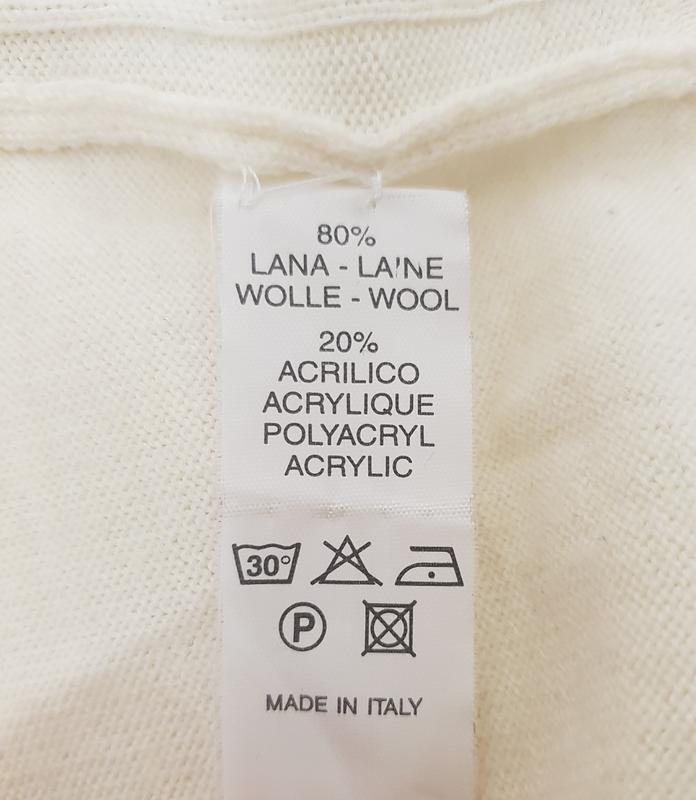 80%
LANA - LAINE
WOLLE - WOOL
20%
ACRILICO
ACRYLIQUE
POLYACRYL
ACRYLIC
30°
P
MADE IN ITALY